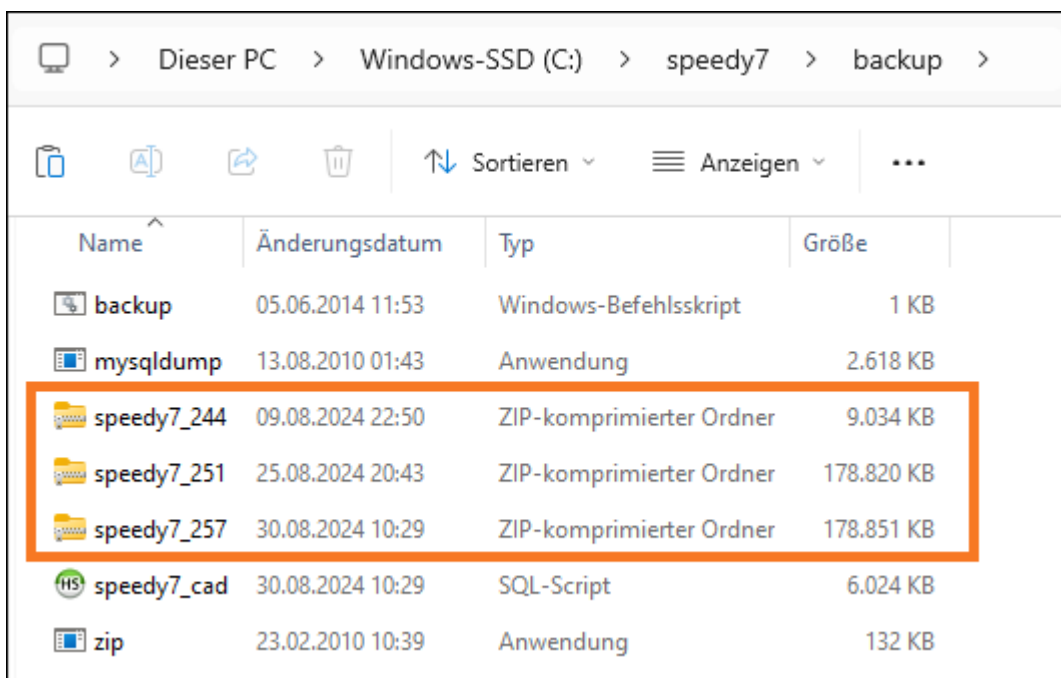 Dieser PC > Windows-SSD (C:) > speedy7 > backup >
Sortieren Anzeigen ...
Name Änderungsdatum Typ Größe
backup 05.06.2014 11:53 Windows-Befehlsskript 1 KB
mysqldump 13.08.2010 01:43 Anwendung 2.618 KB
speedy7_244 09.08.2024 22:50 ZIP-komprimierter Ordner 9.034 KB
speedy7_251 25.08.2024 20:43 ZIP-komprimierter Ordner 178.820 KB
speedy7_257 30.08.2024 10:29 ZIP-komprimierter Ordner 178.851 KB
HS speedy7_cad 30.08.2024 10:29 SQL-Script 6.024 KB
zip 23.02.2010 10:39 Anwendung 132 KB